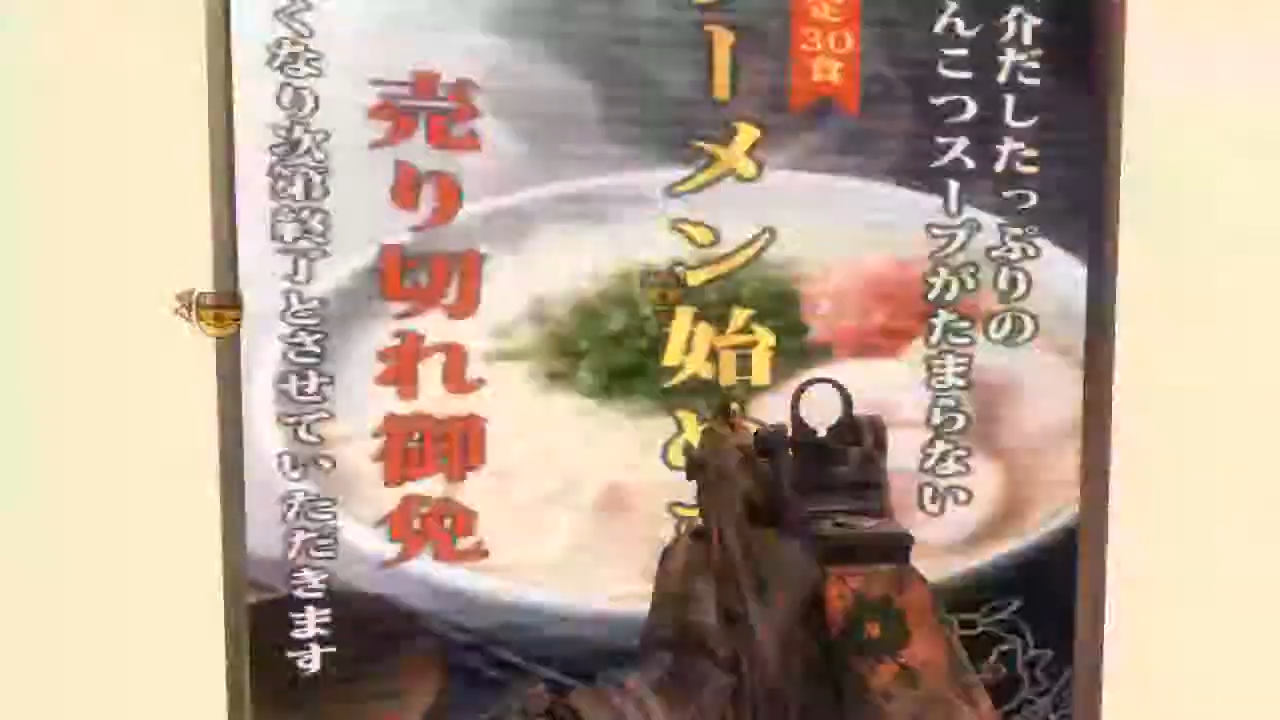 介だしたっぷりの
んこつスープがたまらない
定30食
ーメン始め
売り切れ御免
くなり次第終了とさせていただきます